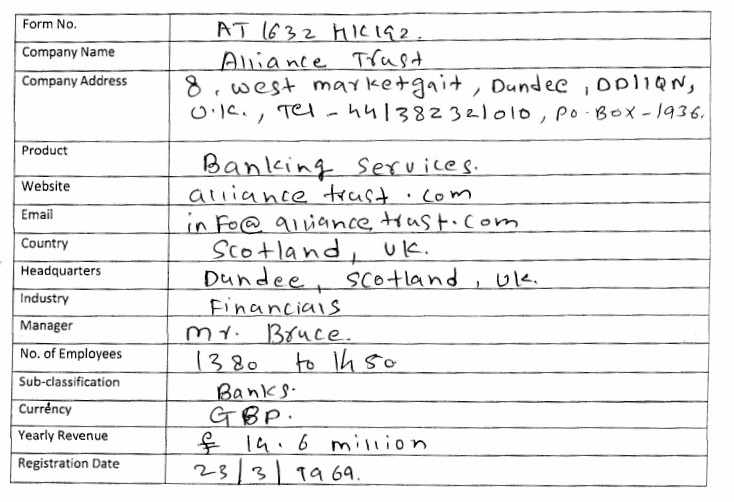 Form No. AT 1632 HK192.
Company Name Alliance Trust
Company Address 8, West marketgait, Dundee, DD11QN,
U.K., Tel - 441382321010, PO.BOX-1936.
Product Banking Services.
Website alliance trust.com
Email info@alliance trust.com
Country Scotland, UK.
Headquarters Dundee, Scotland, UK.
Industry Financials
Manager Mr. Bruce.
No. of Employees 1380 to 1450
Sub-classification Banks.
Currency GBP.
Yearly Revenue £ 19.6 million
Registration Date 23/3/1969.